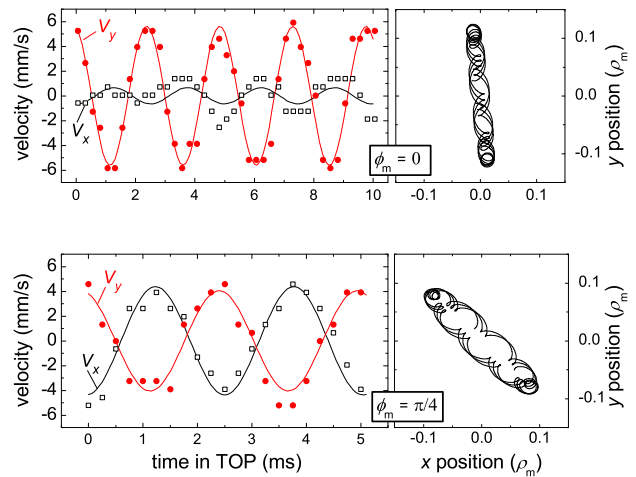 6
4
2
0
-2
-4
-6
velocity (mm/s)
V_y
V_x
0 2 4 6 8 10
ϕ_m = 0
-0.1 0.0 0.1
0.1
0.0
-0.1
y position (ρ_m)
6
4
2
0
-2
-4
-6
velocity (mm/s)
V_y
V_x
0 1 2 3 4 5
time in TOP (ms)
ϕ_m = π/4
-0.1 0.0 0.1
x position (ρ_m)
0.1
0.0
-0.1
y position (ρ_m)